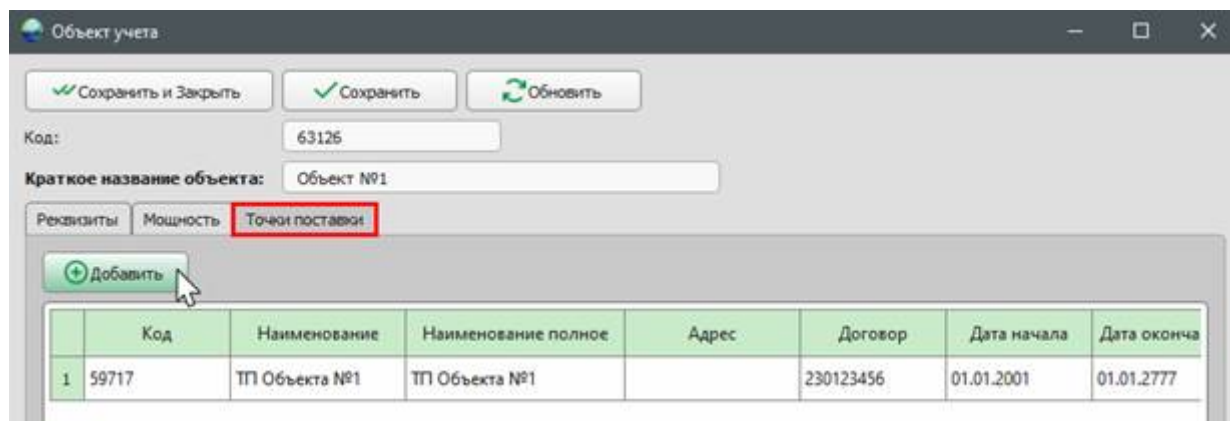 Объект учета
Сохранить и Закрыть Сохранить Обновить
Код: 63126
Краткое название объекта: Объект №1
Реквизиты Мощность Точки поставки
Добавить
Код Наименование Наименование полное Адрес Договор Дата начала Дата оконча
1 59717 ТП Объекта №1 ТП Объекта №1 230123456 01.01.2001 01.01.2777